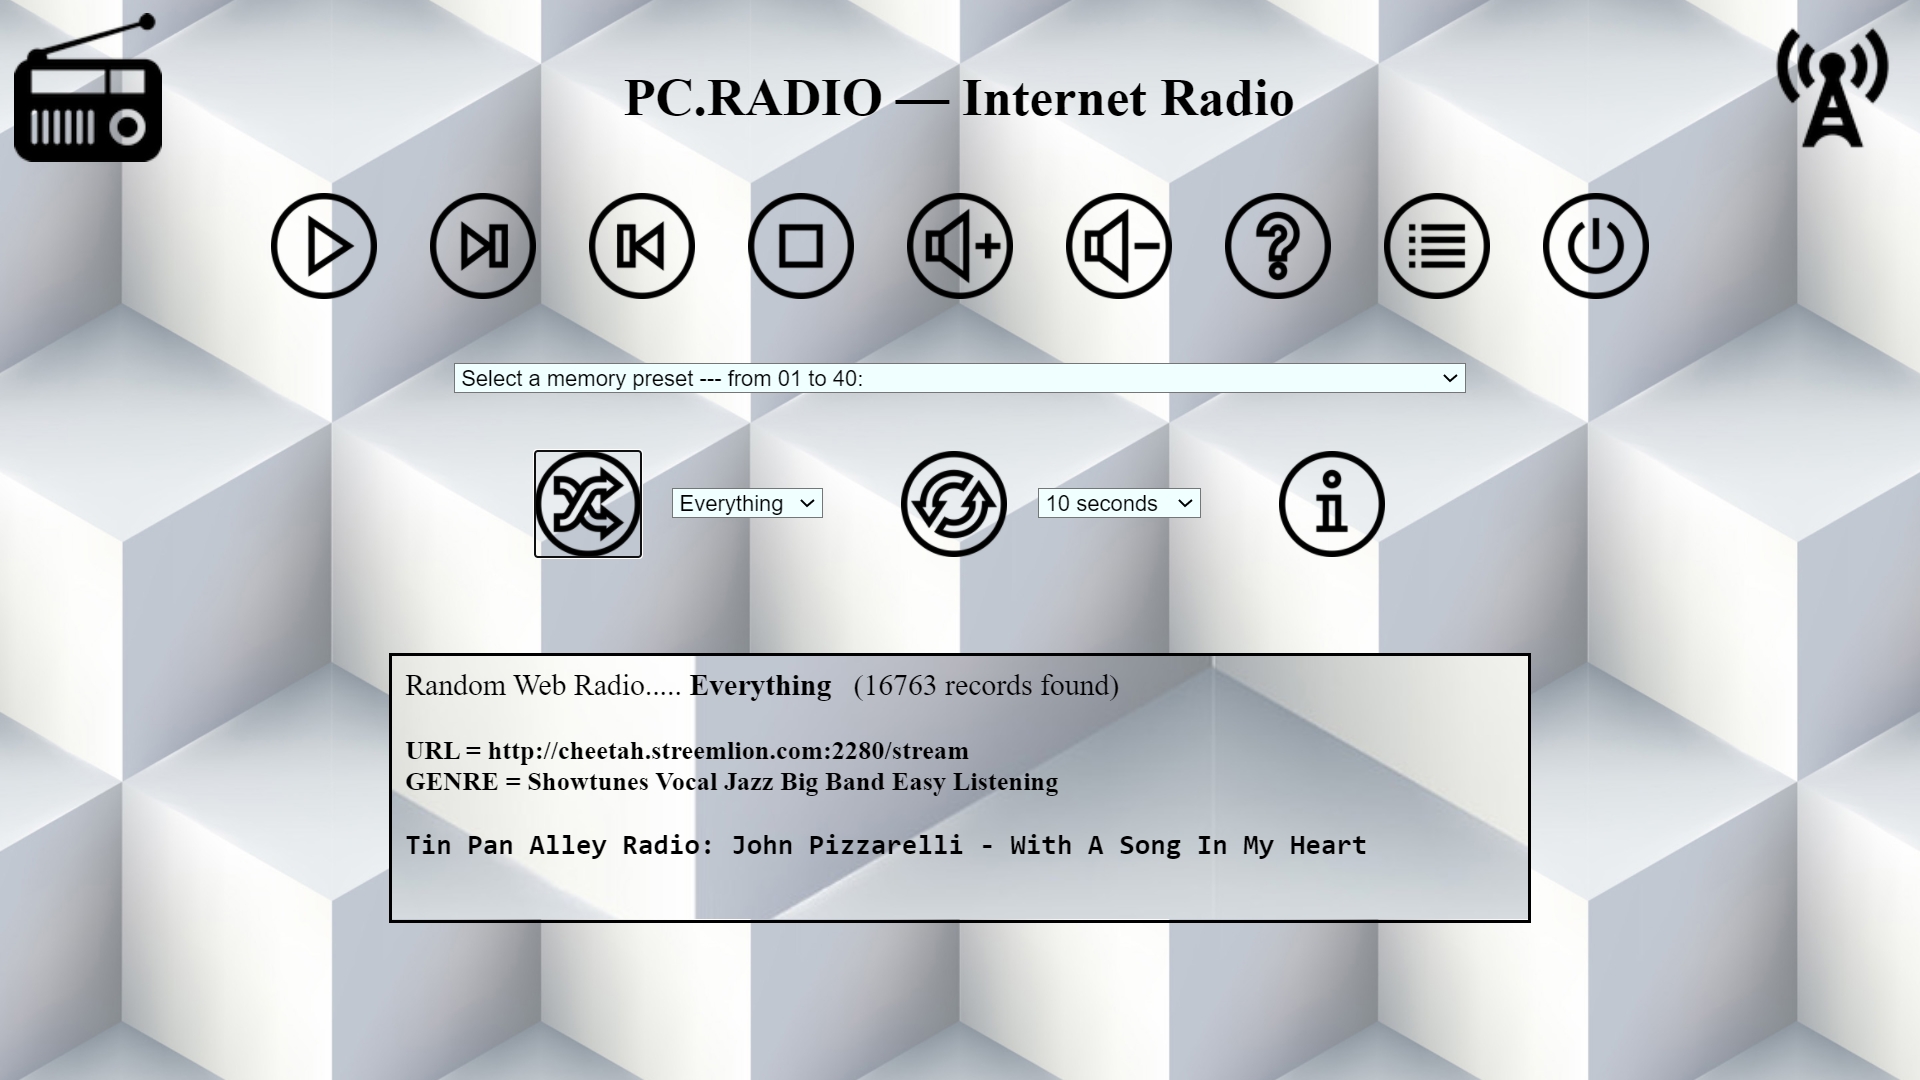 PC.RADIO — Internet Radio
Select a memory preset --- from 01 to 40:
Everything
10 seconds
Random Web Radio..... Everything (16763 records found)
URL = http://cheetah.streemlion.com:2280/stream
GENRE = Showtunes Vocal Jazz Big Band Easy Listening
Tin Pan Alley Radio: John Pizzarelli - With A Song In My Heart